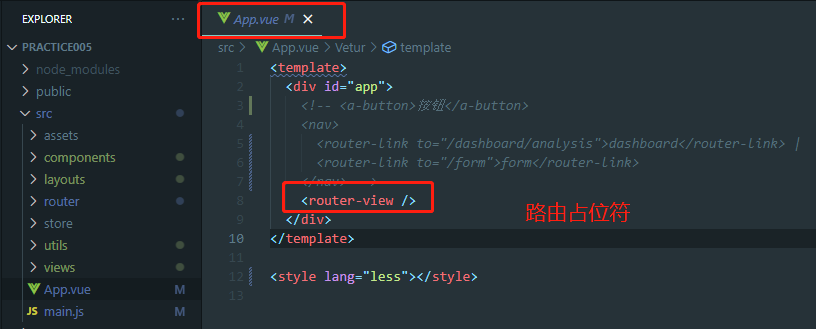 EXPLORER
···
App.vue M ✕
PRACTICE005
src > App.vue > Vetur > template
node_modules
public
src
assets
components
layouts
router
store
utils
views
App.vue M
JS main.js M
1 <template>
2 <div id="app">
3 <!-- <a-button>按钮</a-button>
4 <nav>
5 <router-link to="/dashboard/analysis">dashboard</router-link> |
6 <router-link to="/form">form</router-link>
7 </nav> -->
8 <router-view />
9 </div>
10 </template>
11
12 <style lang="less"></style>
13
路由占位符